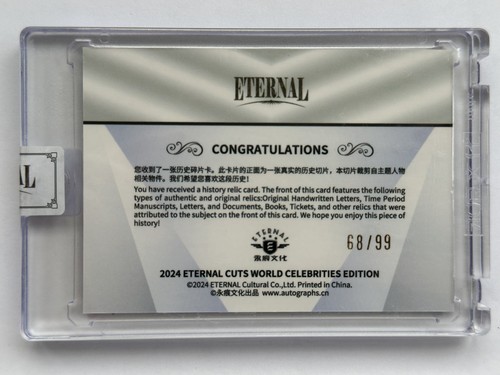 ETERNAL
CONGRATULATIONS
您收到了一张历史碎片卡。此卡片的正面为一张真实的历史切片，本切片裁剪自主题人物
相关物件。我们希望您喜欢这段历史！
You have received a history relic card. The front of this card features the following
types of authentic and original relics:Original Handwritten Letters, Time Period
Manuscripts, Letters, and Documents, Books, Tickets, and other relics that were
attributed to the subject on the front of this card. We hope you enjoy this piece of
history!
ETERNAL
永痕文化
68/99
2024 ETERNAL CUTS WORLD CELEBRITIES EDITION
©2024 ETERNAL Cultural Co.,Ltd. Printed in China.
©永痕文化出品 www.autographs.cn